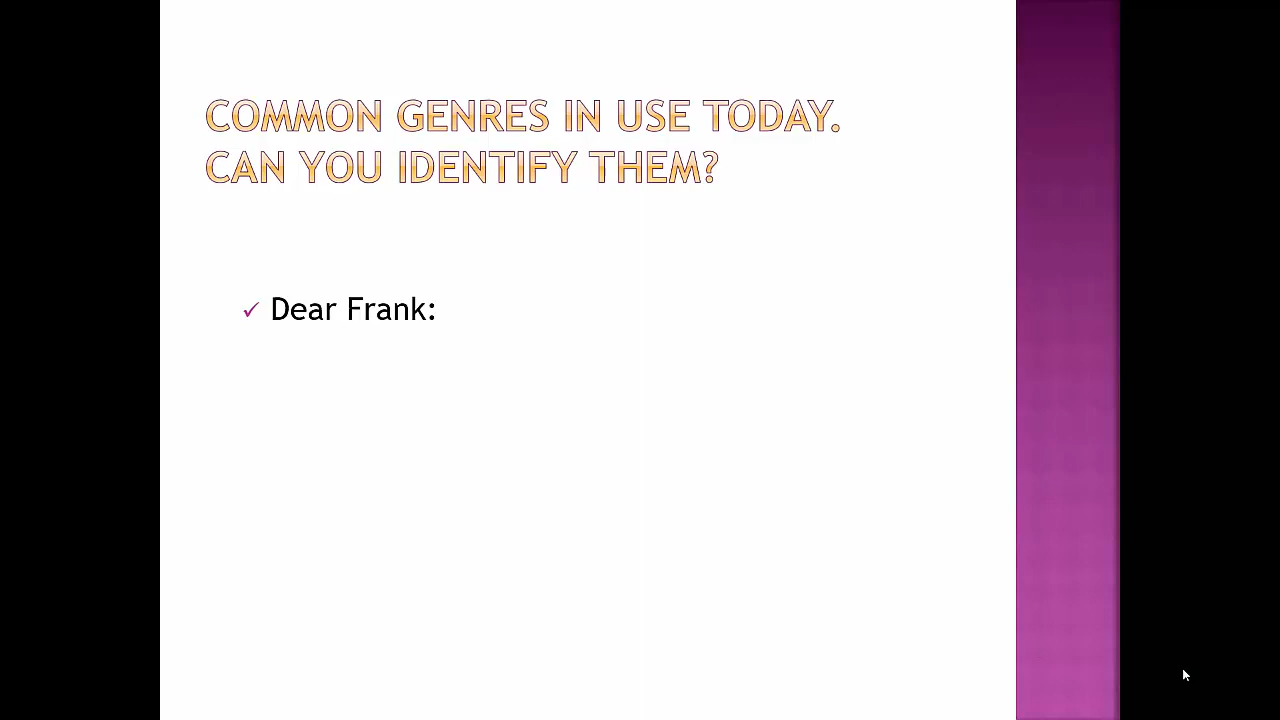 COMMON GENRES IN USE TODAY.
CAN YOU IDENTIFY THEM?
✓ Dear Frank: